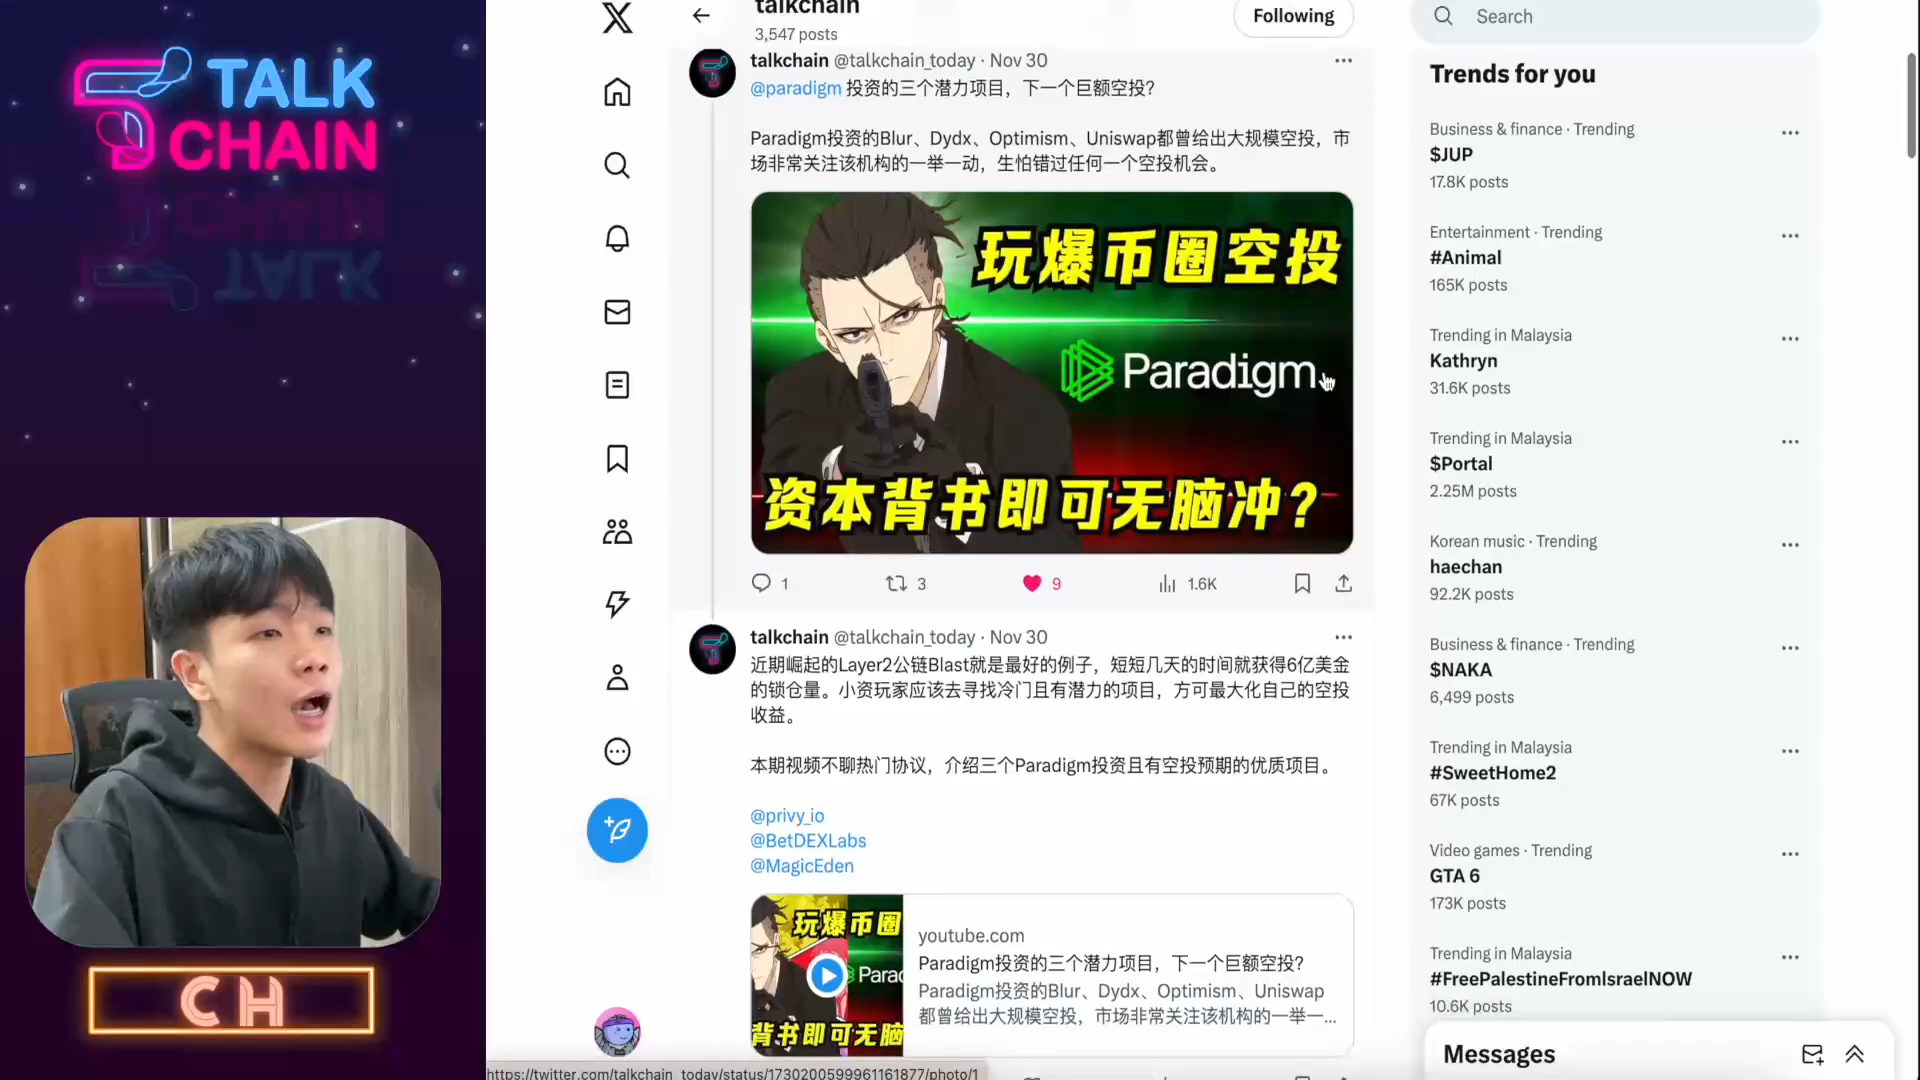 TALK
CHAIN
CH
talkchain
3,547 posts
Following
talkchain @talkchain_today · Nov 30
@paradigm 投资的三个潜力项目，下一个巨额空投？
Paradigm投资的Blur、Dydx、Optimism、Uniswap都曾给出大规模空投，市
场非常关注该机构的一举一动，生怕错过任何一个空投机会。
玩爆币圈空投
Paradigm
资本背书即可无脑冲？
1
3
9
1.6K
talkchain @talkchain_today · Nov 30
近期崛起的Layer2公链Blast就是最好的例子，短短几天的时间就获得6亿美金
的锁仓量。小资玩家应该去寻找冷门且有潜力的项目，方可最大化自己的空投
收益。
本期视频不聊热门协议，介绍三个Paradigm投资且有空投预期的优质项目。
@privy_io
@BetDEXLabs
@MagicEden
玩爆币圈
Parac
背书即可无脑
youtube.com
Paradigm投资的三个潜力项目，下一个巨额空投？
Paradigm投资的Blur、Dydx、Optimism、Uniswap
都曾给出大规模空投，市场非常关注该机构的一举一...
https://twitter.com/talkchain_today/status/1730200599961161877/photo/1
Search
Trends for you
Business & finance · Trending
$JUP
17.8K posts
Entertainment · Trending
#Animal
165K posts
Trending in Malaysia
Kathryn
31.6K posts
Trending in Malaysia
$Portal
2.25M posts
Korean music · Trending
haechan
92.2K posts
Business & finance · Trending
$NAKA
6,499 posts
Trending in Malaysia
#SweetHome2
67K posts
Video games · Trending
GTA 6
173K posts
Trending in Malaysia
#FreePalestineFromIsraelNOW
10.6K posts
Messages